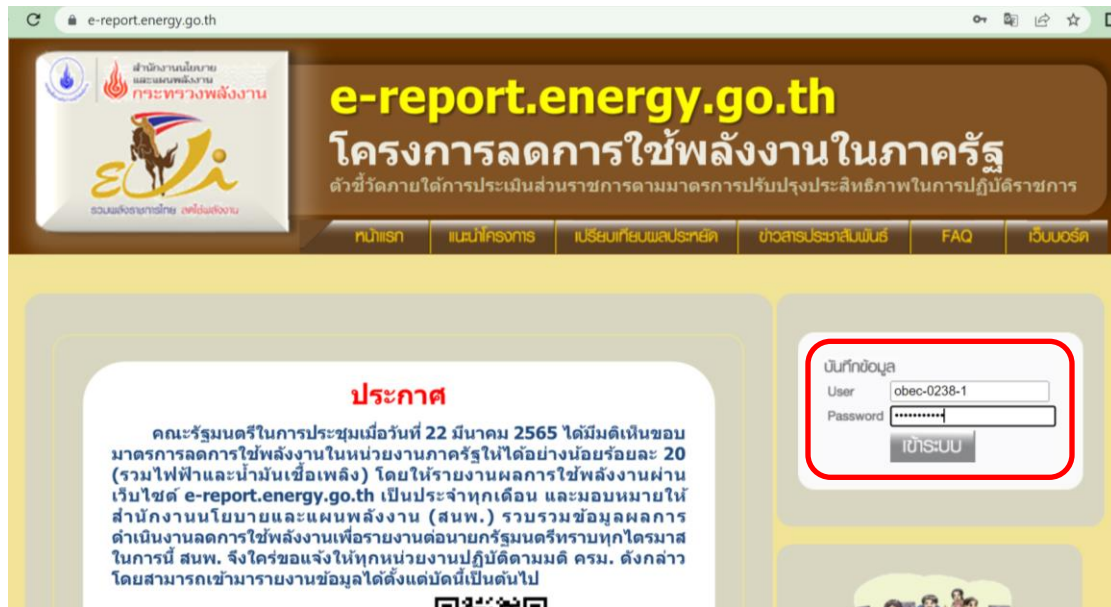 e-report.energy.go.th
สำนักงานนโยบาย
และแผนพลังงาน
กระทรวงพลังงาน
รวมพลังราชการไทย ลดใช้พลังงาน
e-report.energy.go.th
โครงการลดการใช้พลังงานในภาครัฐ
ตัวชี้วัดภายใต้การประเมินส่วนราชการตามมาตรการปรับปรุงประสิทธิภาพในการปฏิบัติราชการ
หน้าแรก แนะนำโครงการ เปรียบเทียบผลประหยัด ข่าวสารประชาสัมพันธ์ FAQ เว็บบอร์ด
บันทึกข้อมูล
User obec-0238-1
Password •••••••••••
เข้าระบบ
ประกาศ
คณะรัฐมนตรีในการประชุมเมื่อวันที่ 22 มีนาคม 2565 ได้มีมติเห็นชอบ
มาตรการลดการใช้พลังงานในหน่วยงานภาครัฐให้ได้อย่างน้อยร้อยละ 20
(รวมไฟฟ้าและน้ำมันเชื้อเพลิง) โดยให้รายงานผลการใช้พลังงานผ่าน
เว็บไซต์ e-report.energy.go.th เป็นประจำทุกเดือน และมอบหมายให้
สำนักงานนโยบายและแผนพลังงาน (สนพ.) รวบรวมข้อมูลผลการ
ดำเนินงานลดการใช้พลังงานเพื่อรายงานต่อนายกรัฐมนตรีทราบทุกไตรมาส
ในการนี้ สนพ. จึงใคร่ขอแจ้งให้ทุกหน่วยงานปฏิบัติตามมติ ครม. ดังกล่าว
โดยสามารถเข้ามารายงานข้อมูลได้ตั้งแต่บัดนี้เป็นต้นไป